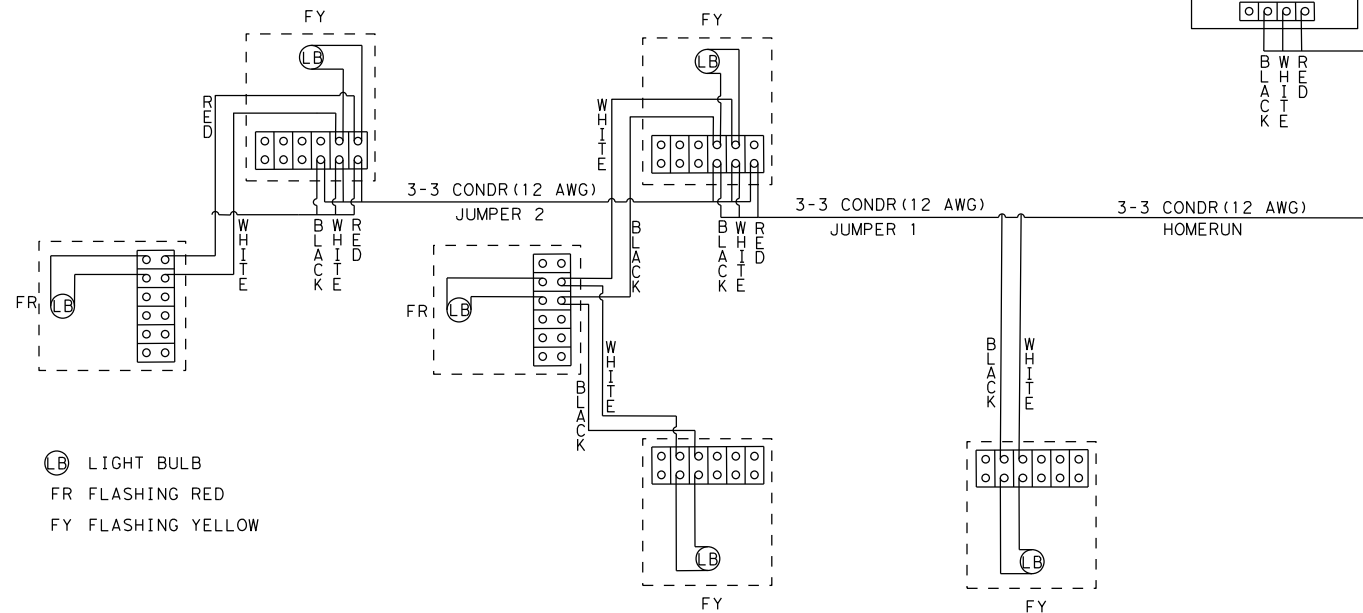 FY
FY
LB
LB
RED
WHITE
BLACK
WHITE
RED
3-3 CONDR(12 AWG)
JUMPER 2
3-3 CONDR(12 AWG)
JUMPER 1
3-3 CONDR(12 AWG)
HOMERUN
WHITE
BLACK
WHITE
RED
BLACK
BLACK
WHITE
RED
FR
LB
FR
LB
WHITE
BLACK
BLACK
WHITE
LB LIGHT BULB
FR FLASHING RED
FY FLASHING YELLOW
LB
LB
FY
FY